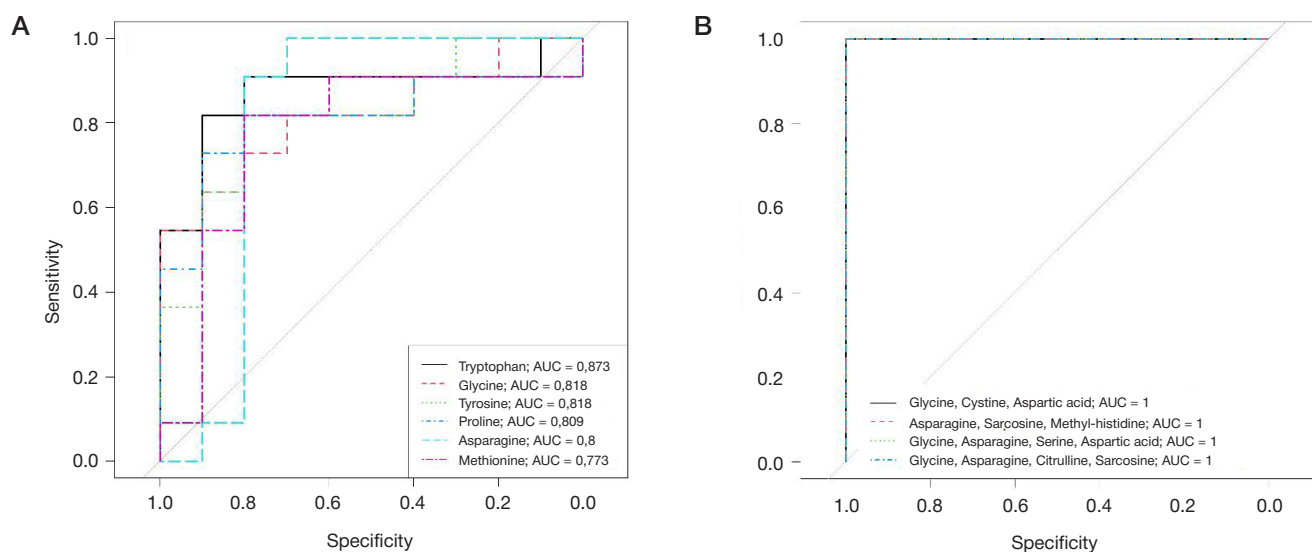 A
1.0
0.8
0.6
0.4
0.2
0.0
Sensitivity
Tryptophan; AUC = 0,873
Glycine; AUC = 0,818
Tyrosine; AUC = 0,818
Proline; AUC = 0,809
Asparagine; AUC = 0,8
Methionine; AUC = 0,773
1.0 0.8 0.6 0.4 0.2 0.0
Specificity
B
1.0
0.8
0.6
0.4
0.2
0.0
Glycine, Cystine, Aspartic acid; AUC = 1
Asparagine, Sarcosine, Methyl-histidine; AUC = 1
Glycine, Asparagine, Serine, Aspartic acid; AUC = 1
Glycine, Asparagine, Citrulline, Sarcosine; AUC = 1
1.0 0.8 0.6 0.4 0.2 0.0
Specificity